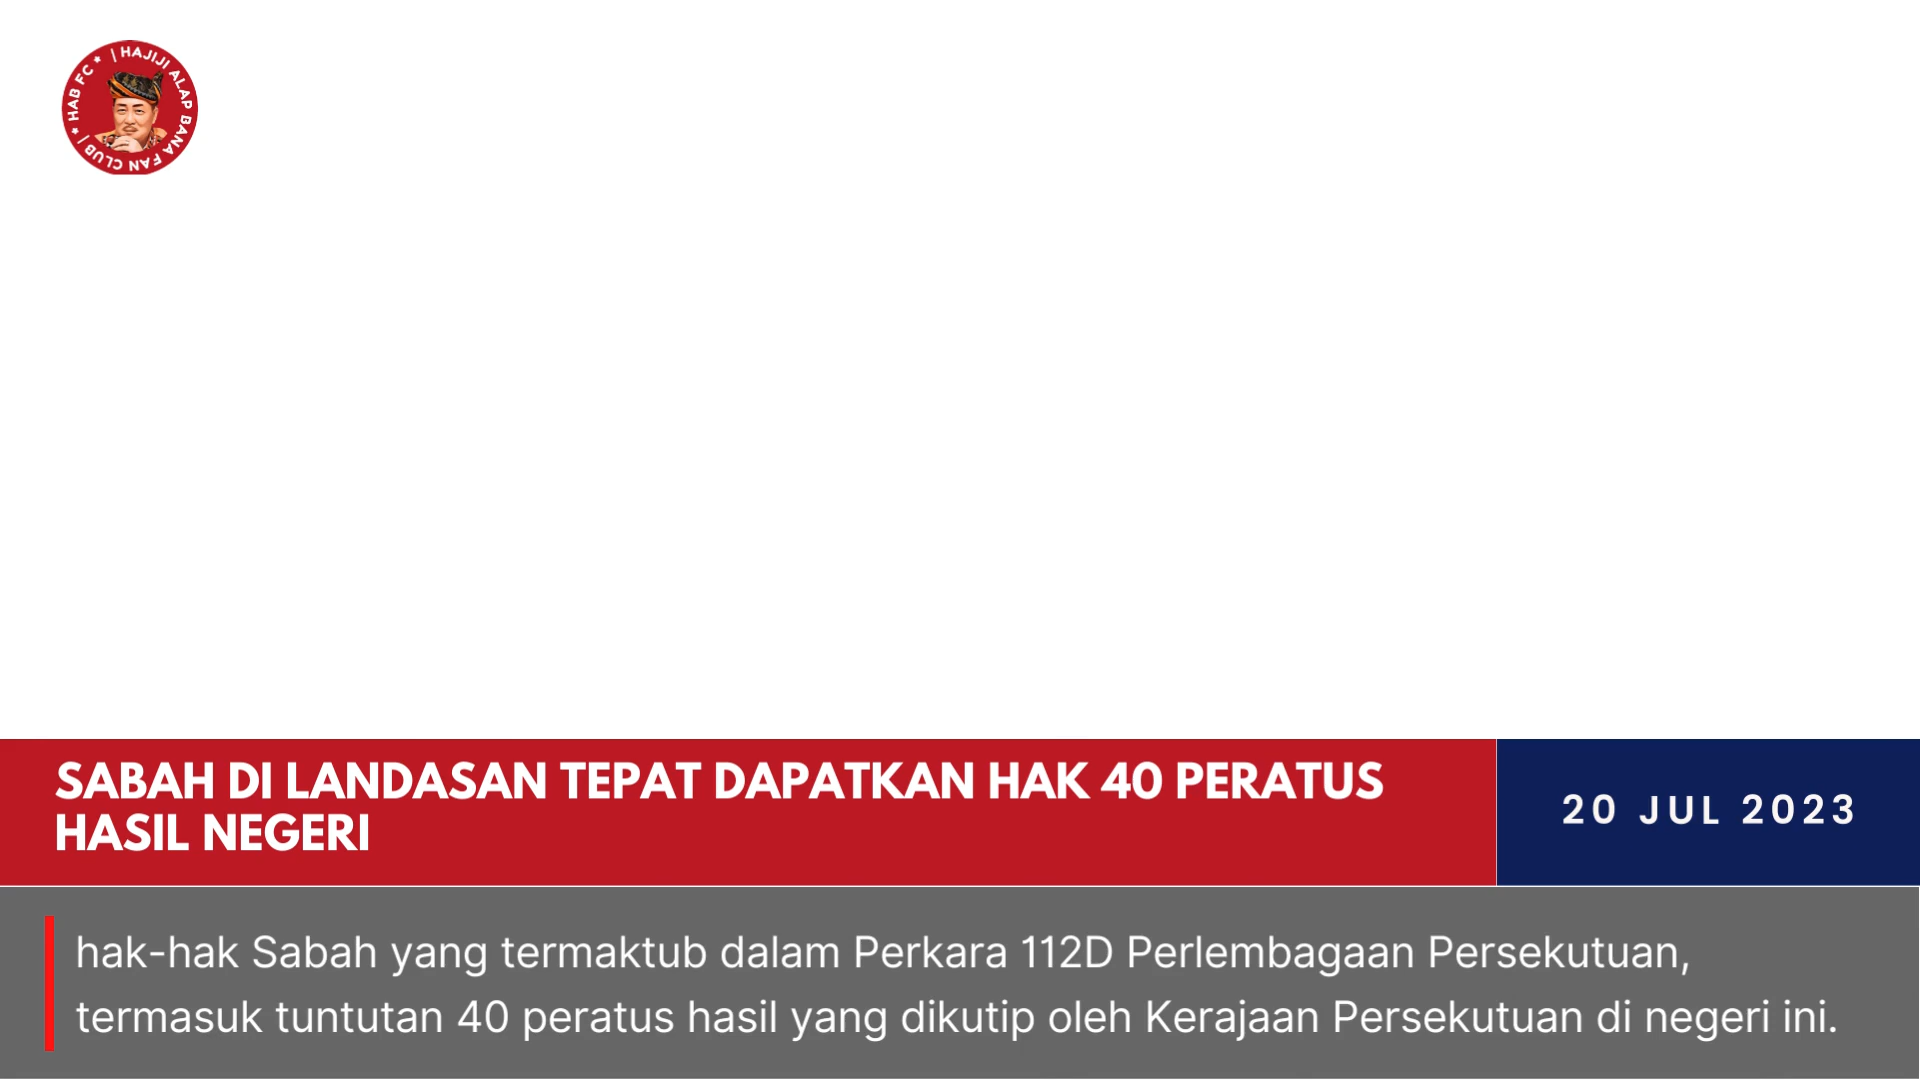 | HAJIJI ALAP BANA FAN CLUB | * HAB FC *
SABAH DI LANDASAN TEPAT DAPATKAN HAK 40 PERATUS
HASIL NEGERI
20 JUL 2023
hak-hak Sabah yang termaktub dalam Perkara 112D Perlembagaan Persekutuan,
termasuk tuntutan 40 peratus hasil yang dikutip oleh Kerajaan Persekutuan di negeri ini.